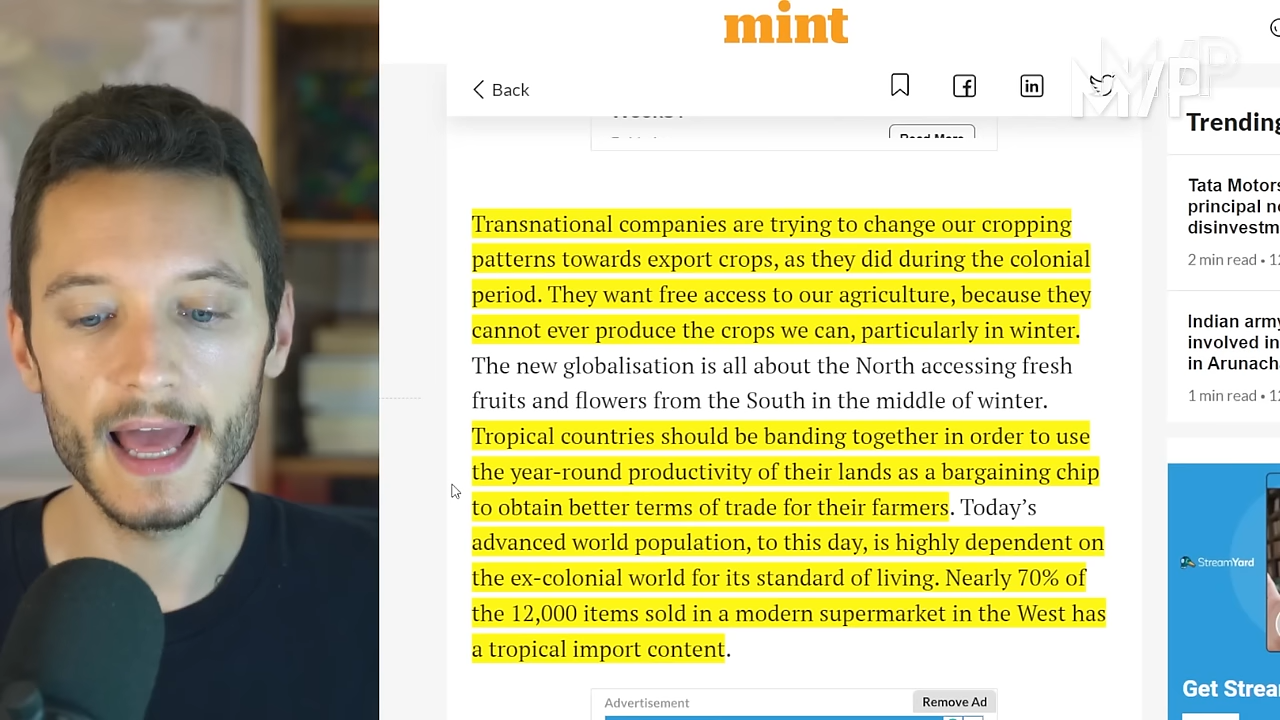 mint
M/P
Back
Read More
Transnational companies are trying to change our cropping
patterns towards export crops, as they did during the colonial
period. They want free access to our agriculture, because they
cannot ever produce the crops we can, particularly in winter.
The new globalisation is all about the North accessing fresh
fruits and flowers from the South in the middle of winter.
Tropical countries should be banding together in order to use
the year-round productivity of their lands as a bargaining chip
to obtain better terms of trade for their farmers. Today’s
advanced world population, to this day, is highly dependent on
the ex-colonial world for its standard of living. Nearly 70% of
the 12,000 items sold in a modern supermarket in the West has
a tropical import content.
Advertisement
Remove Ad
Trending
Tata Motors
principal
disinvestm
2 min read • 12
Indian army
involved in
in Arunach
1 min read • 12
StreamYard
Get Strea